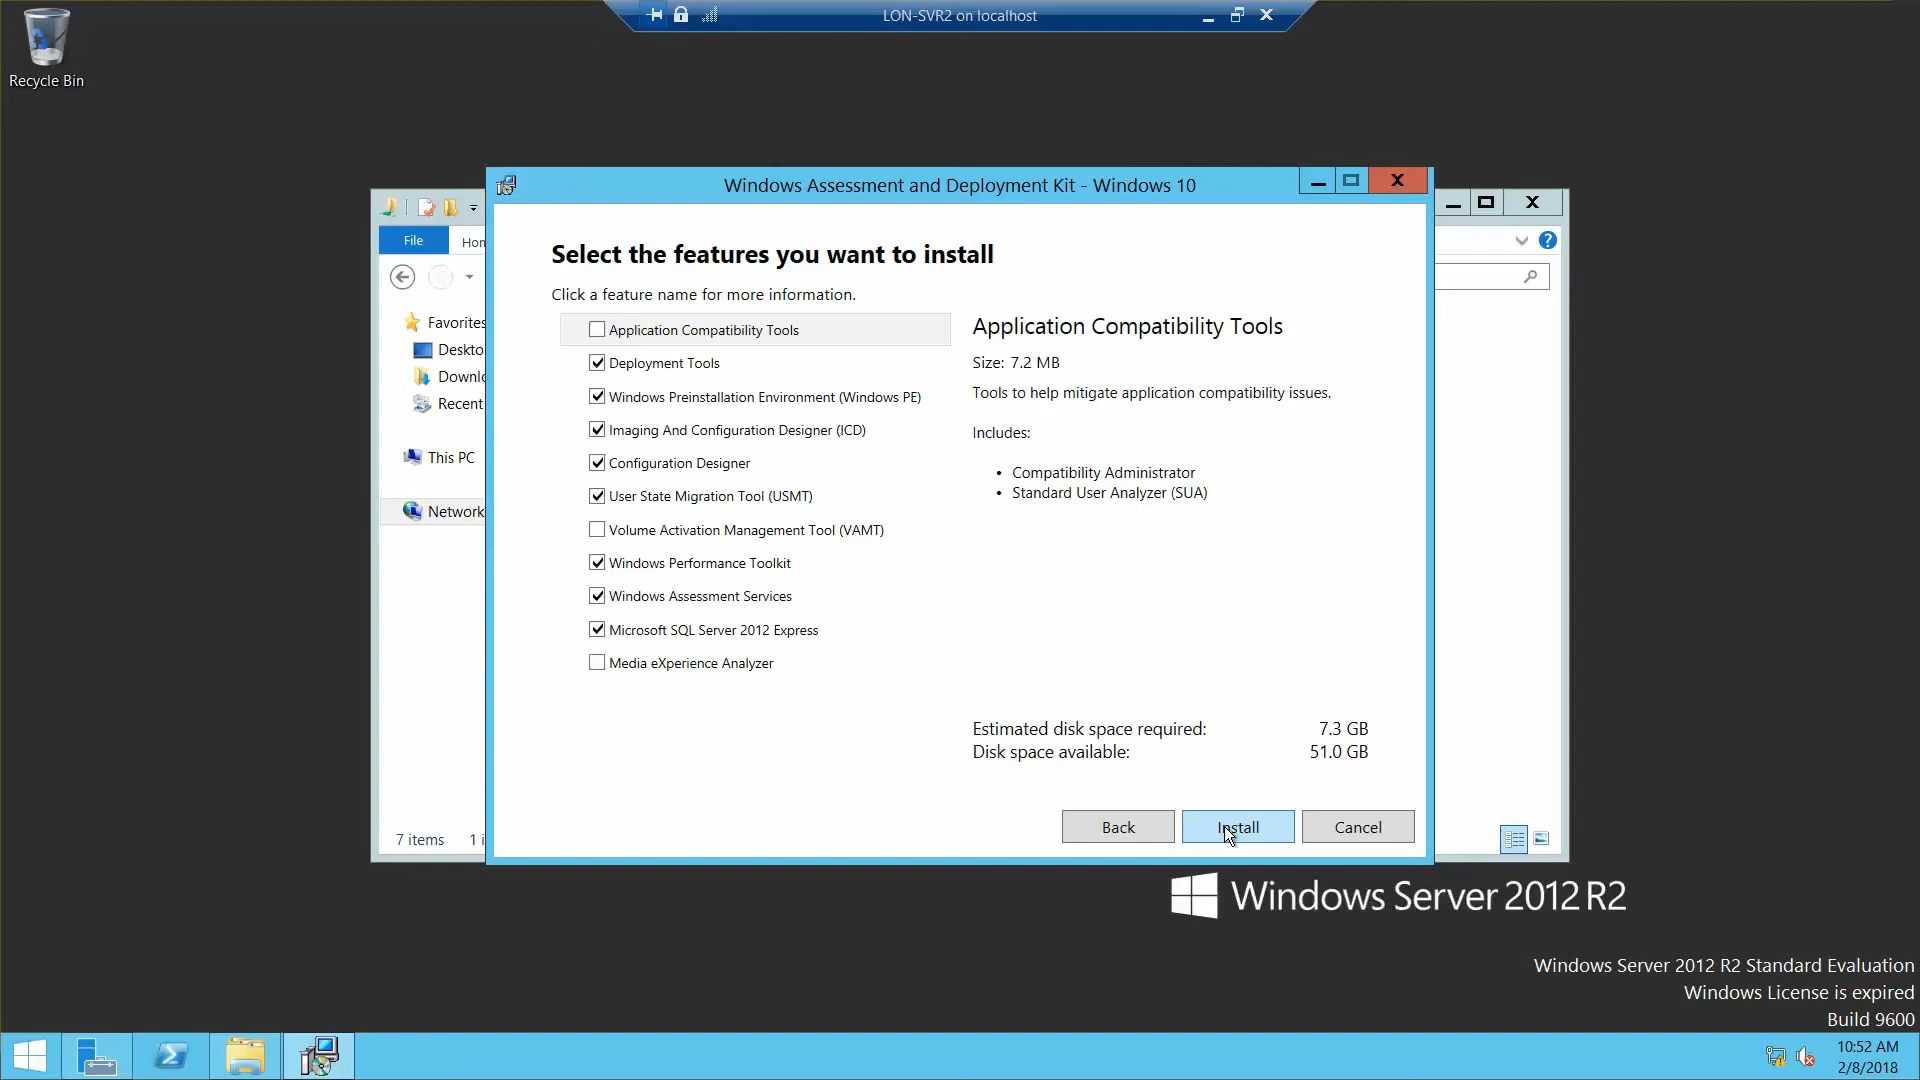 LON-SVR2 on localhost
Recycle Bin
Windows Assessment and Deployment Kit - Windows 10
File
Hon
Select the features you want to install
Click a feature name for more information.
Application Compatibility Tools
Deployment Tools
Windows Preinstallation Environment (Windows PE)
Imaging And Configuration Designer (ICD)
Configuration Designer
User State Migration Tool (USMT)
Volume Activation Management Tool (VAMT)
Windows Performance Toolkit
Windows Assessment Services
Microsoft SQL Server 2012 Express
Media eXperience Analyzer
Application Compatibility Tools
Size: 7.2 MB
Tools to help mitigate application compatibility issues.
Includes:
• Compatibility Administrator
• Standard User Analyzer (SUA)
Estimated disk space required: 7.3 GB
Disk space available: 51.0 GB
Back
Install
Cancel
Favorites
Deskto
Downlo
Recent
This PC
Network
7 items 1 i
Windows Server 2012 R2
Windows Server 2012 R2 Standard Evaluation
Windows License is expired
Build 9600
10:52 AM
2/8/2018